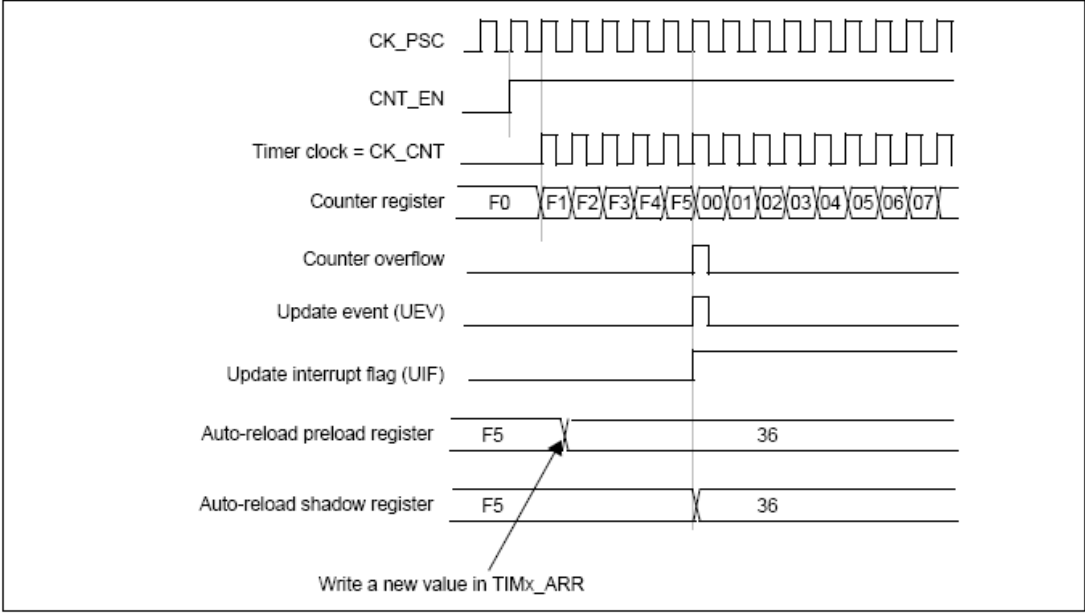 CK_PSC
CNT_EN
Timer clock = CK_CNT
Counter register F0 F1 F2 F3 F4 F5 00 01 02 03 04 05 06 07
Counter overflow
Update event (UEV)
Update interrupt flag (UIF)
Auto-reload preload register F5 36
Auto-reload shadow register F5 36
Write a new value in TIMx_ARR